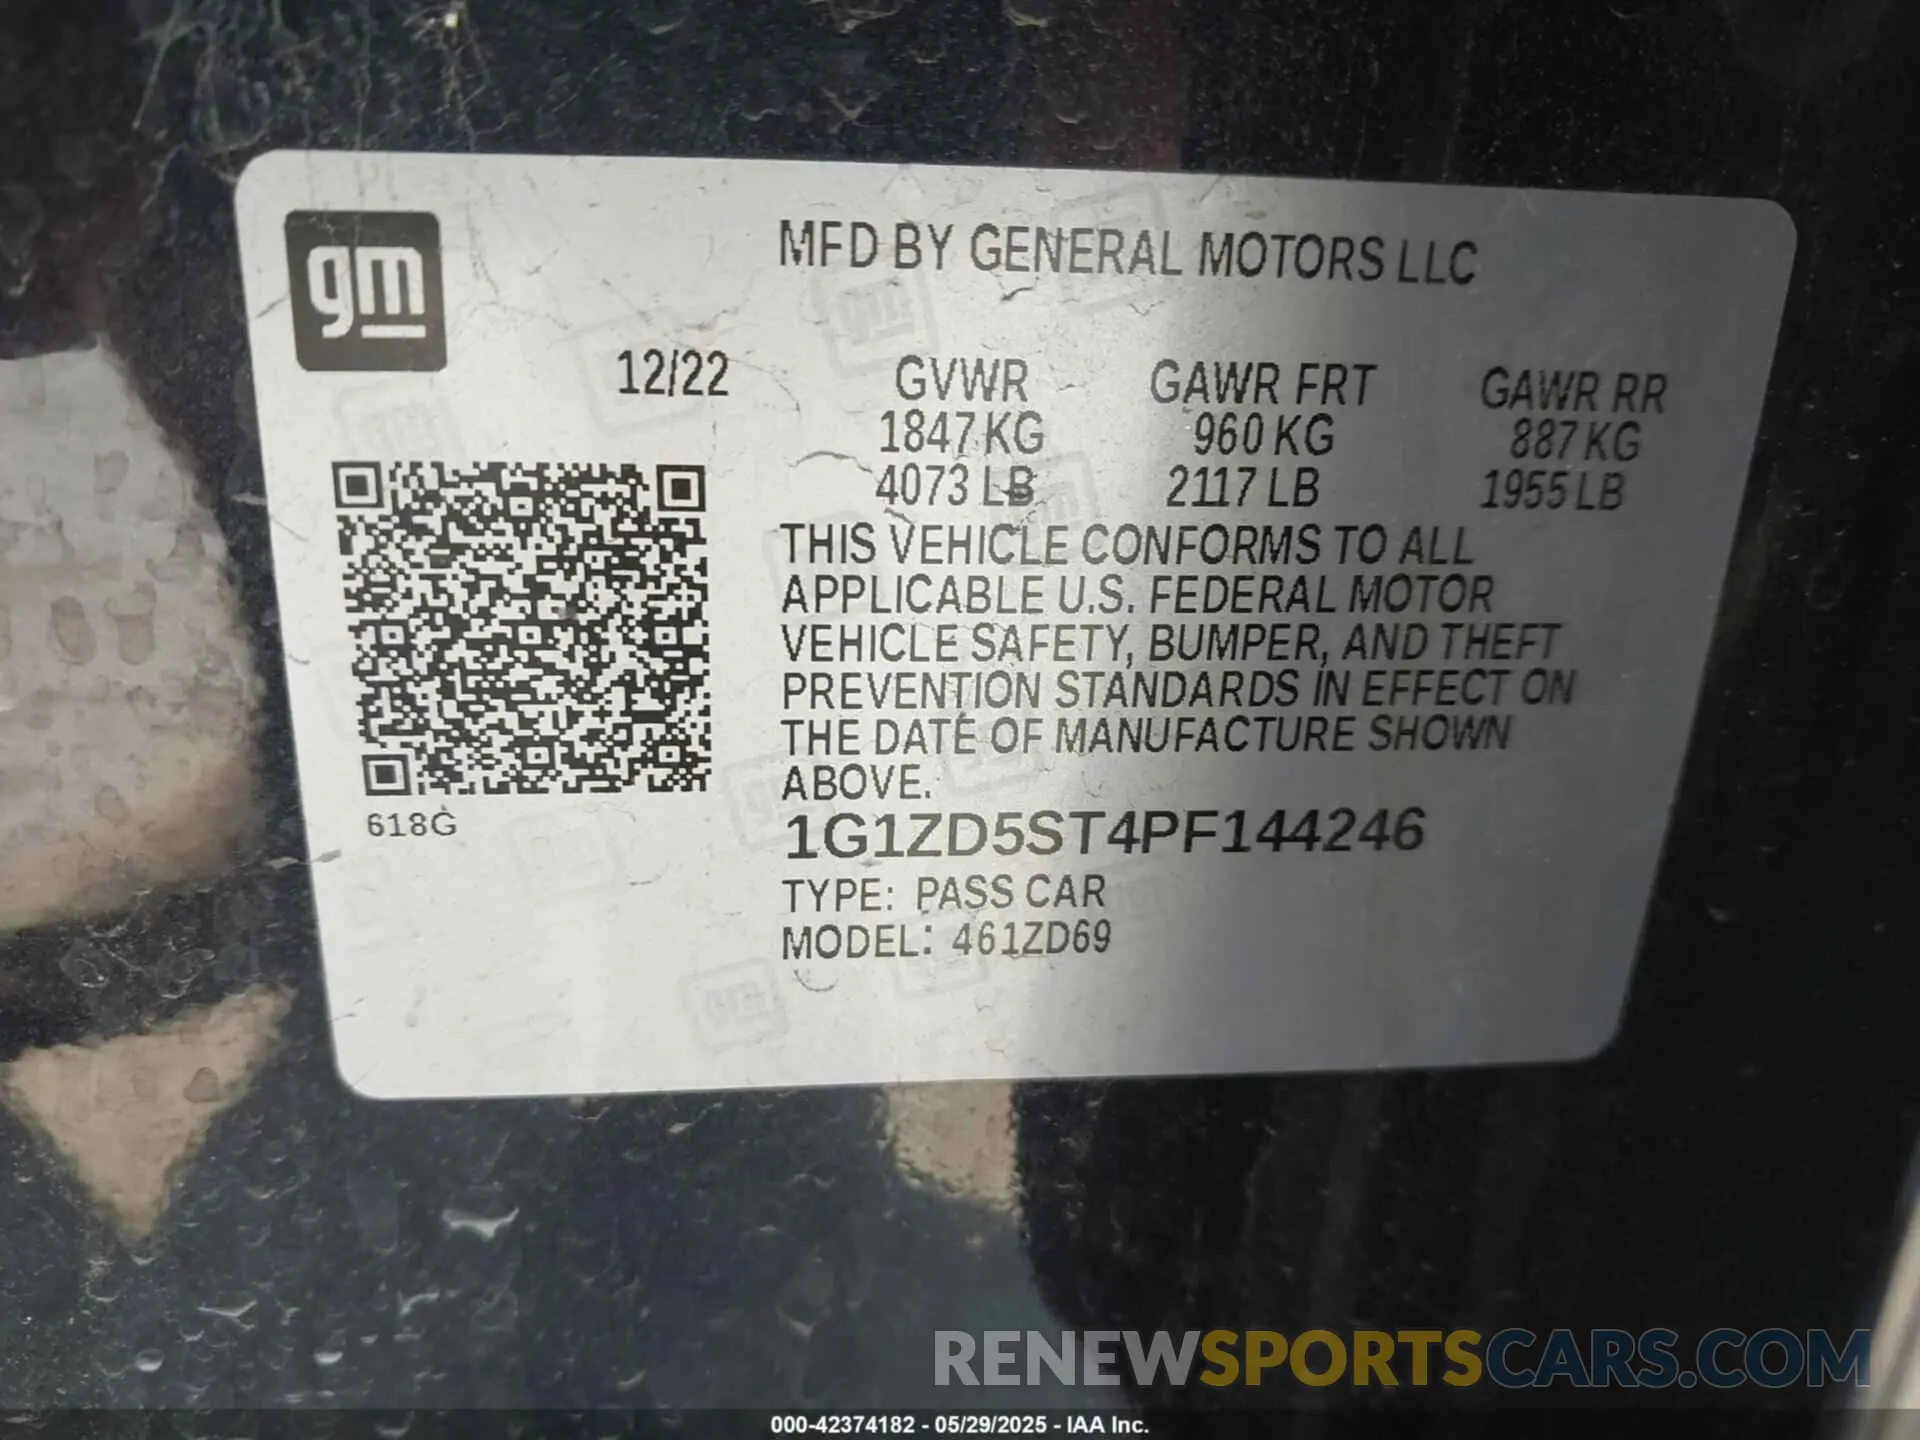 gm
MFD BY GENERAL MOTORS LLC
12/22 GVWR GAWR FRT GAWR RR
1847 KG 960 KG 887 KG
4073 LB 2117 LB 1955 LB
THIS VEHICLE CONFORMS TO ALL
APPLICABLE U.S. FEDERAL MOTOR
VEHICLE SAFETY, BUMPER, AND THEFT
PREVENTION STANDARDS IN EFFECT ON
THE DATE OF MANUFACTURE SHOWN
ABOVE.
618G
1G1ZD5ST4PF144246
TYPE: PASS CAR
MODEL: 461ZD69
RENEWSPORTSCARS.COM
000-42374182 - 05/29/2025 - IAA Inc.